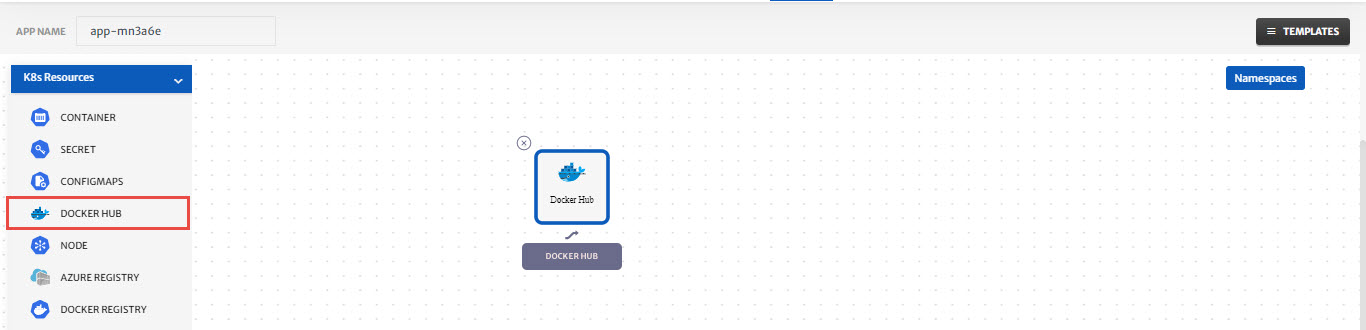 APP NAME app-mn3a6e
TEMPLATES
K8s Resources
Namespaces
CONTAINER
SECRET
CONFIGMAPS
DOCKER HUB
NODE
AZURE REGISTRY
DOCKER REGISTRY
Docker Hub
DOCKER HUB